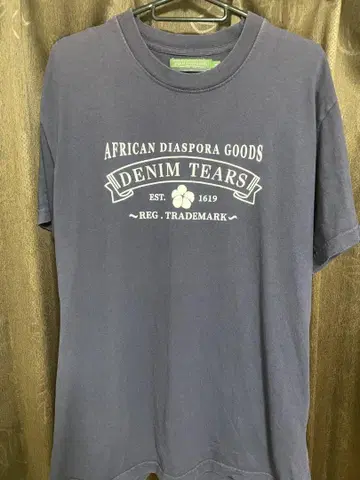 AFRICAN DIASPORA GOODS
DENIM TEARS
EST. 1619
~REG. TRADEMARK~